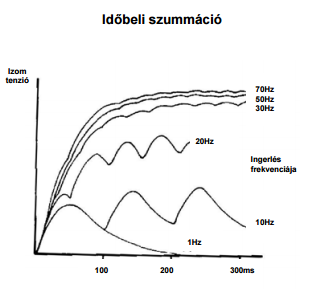 Időbeli szummáció
Izom
tenzió
70Hz
50Hz
30Hz
20Hz
Ingerlés
frekvenciája
10Hz
1Hz
100
200
300ms